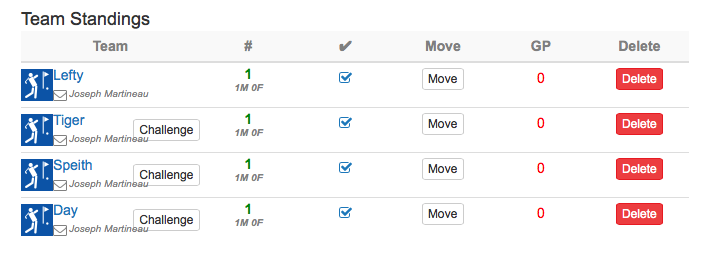 Team Standings
Team # ✔ Move GP Delete
Lefty 1 Move 0 Delete
Joseph Martineau 1M 0F
Tiger Challenge 1 Move 0 Delete
Joseph Martineau 1M 0F
Speith Challenge 1 Move 0 Delete
Joseph Martineau 1M 0F
Day Challenge 1 Move 0 Delete
Joseph Martineau 1M 0F